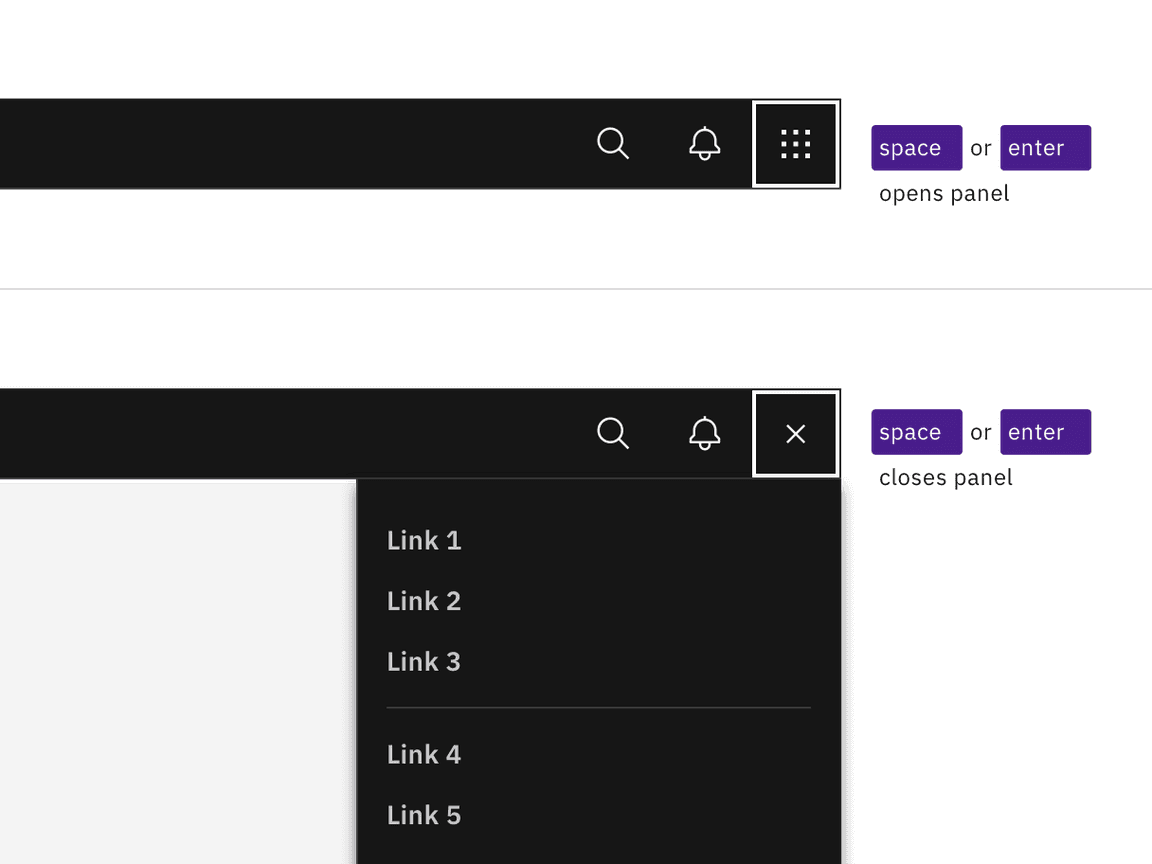 space or enter
opens panel
space or enter
closes panel
Link 1
Link 2
Link 3
Link 4
Link 5